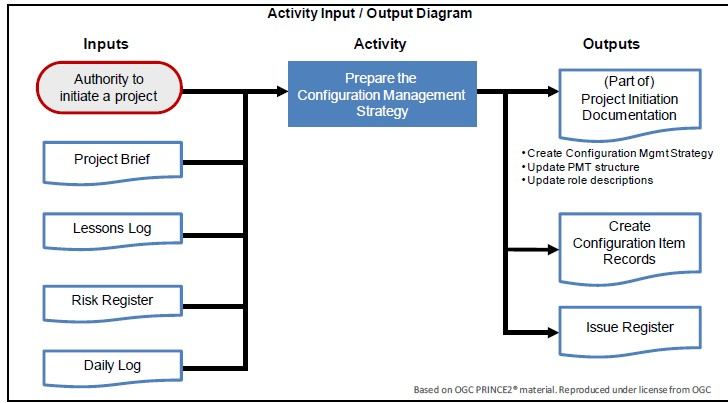 Activity Input / Output Diagram
Inputs
Activity
Outputs
Authority to
initiate a project
Prepare the
Configuration Management
Strategy
(Part of)
Project Initiation
Documentation
•Create Configuration Mgmt Strategy
•Update PMT structure
•Update role descriptions
Project Brief
Lessons Log
Create
Configuration Item
Records
Risk Register
Issue Register
Daily Log
Based on OGC PRINCE2® material. Reproduced under license from OGC